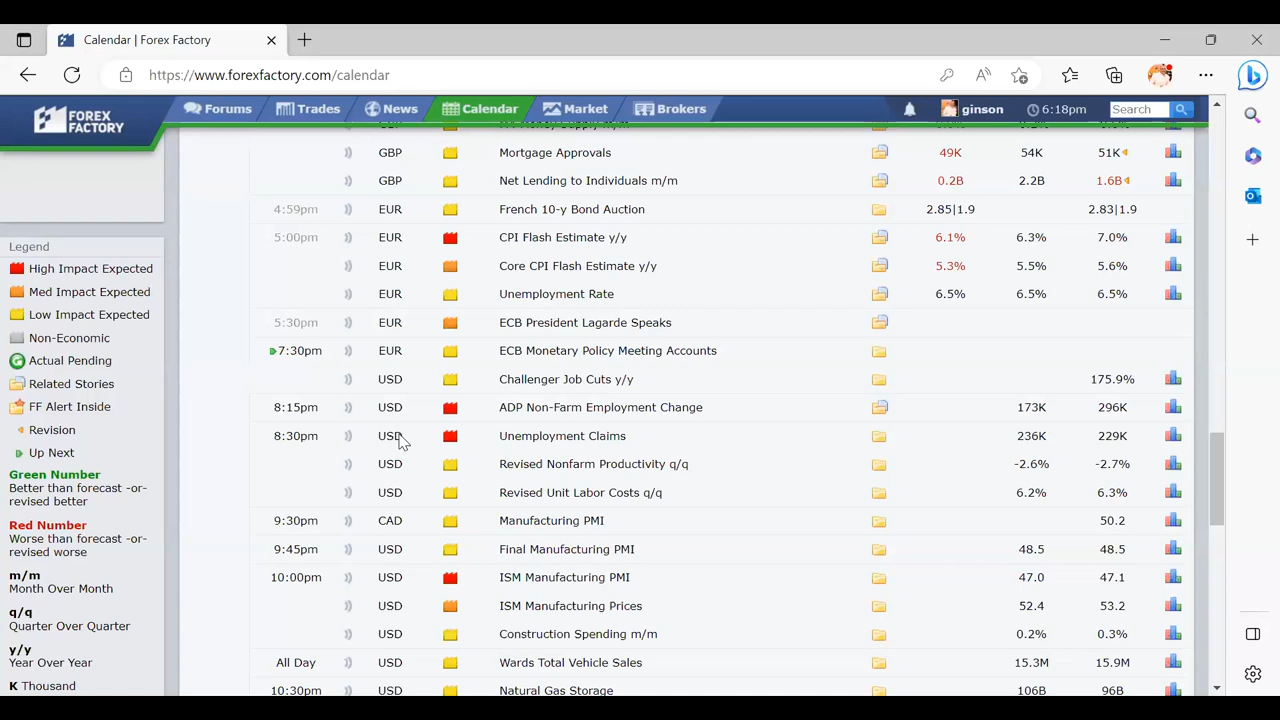 Calendar | Forex Factory
https://www.forexfactory.com/calendar
FOREX FACTORY
Forums Trades News Calendar Market Brokers ginson 6:18pm Search
GBP Mortgage Approvals 49K 54K 51K
GBP Net Lending to Individuals m/m 0.2B 2.2B 1.6B
4:59pm EUR French 10-y Bond Auction 2.85|1.9 2.83|1.9
5:00pm EUR CPI Flash Estimate y/y 6.1% 6.3% 7.0%
EUR Core CPI Flash Estimate y/y 5.3% 5.5% 5.6%
EUR Unemployment Rate 6.5% 6.5% 6.5%
5:30pm EUR ECB President Lagarde Speaks
7:30pm EUR ECB Monetary Policy Meeting Accounts
USD Challenger Job Cuts y/y 175.9%
8:15pm USD ADP Non-Farm Employment Change 173K 296K
8:30pm USD Unemployment Claims 236K 229K
USD Revised Nonfarm Productivity q/q -2.6% -2.7%
USD Revised Unit Labor Costs q/q 6.2% 6.3%
9:30pm CAD Manufacturing PMI 50.2
9:45pm USD Final Manufacturing PMI 48.5 48.5
10:00pm USD ISM Manufacturing PMI 47.0 47.1
USD ISM Manufacturing Prices 52.4 53.2
USD Construction Spending m/m 0.2% 0.3%
All Day USD Wards Total Vehicle Sales 15.3M 15.9M
10:30pm USD Natural Gas Storage 106B 96B
Legend
High Impact Expected
Med Impact Expected
Low Impact Expected
Non-Economic
Actual Pending
Related Stories
FF Alert Inside
Revision
Up Next
Green Number
Better than forecast -or-
revised better
Red Number
Worse than forecast -or-
revised worse
m/m
Month Over Month
q/q
Quarter Over Quarter
y/y
Year Over Year
K Thousand